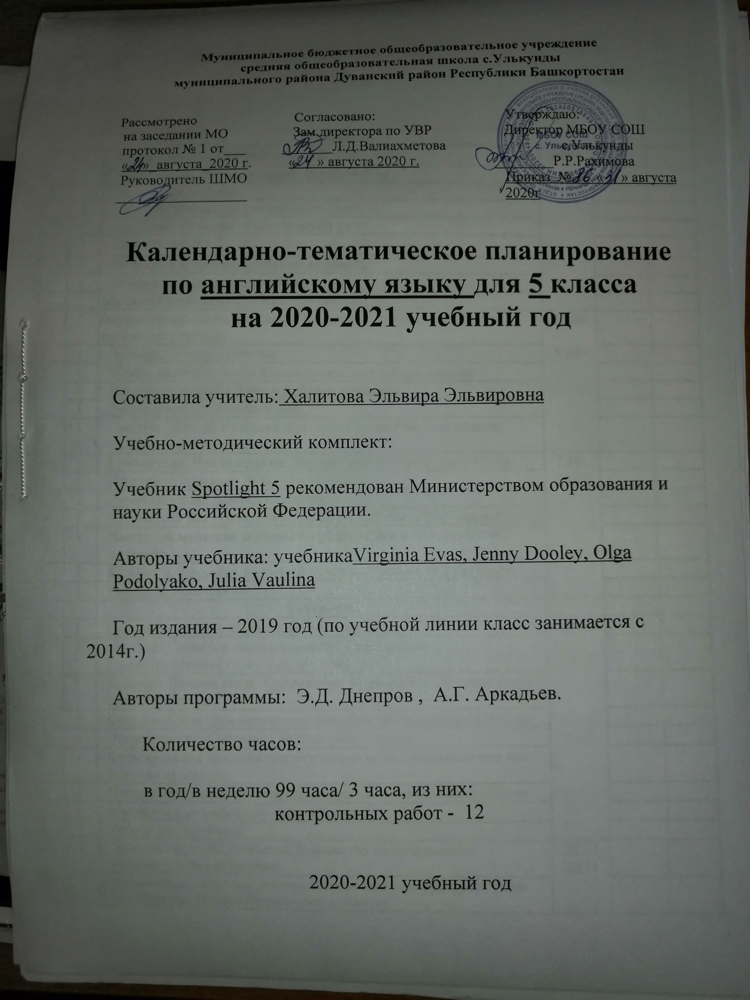 Муниципальное бюджетное общеобразовательное учреждение
средняя общеобразовательная школа с.Улькунды
муниципального района Дуванский район Республики Башкортостан
Рассмотрено
на заседании МО
протокол № 1 от___
«24»_августа_2020 г.
Руководитель ШМО
Согласовано:
Зам.директора по УВР
Л.Д.Валиахметова
«24 » августа 2020 г.
Утверждаю:
Директор МБОУ СОШ
с.Улькунды
Р.Р.Рахимова
Приказ № 86 «31» августа
2020г
МБОУ СОШ
с. Улькунды
Календарно-тематическое планирование
по английскому языку для 5 класса
на 2020-2021 учебный год
Составила учитель: Халитова Эльвира Эльвировна
Учебно-методический комплект:
Учебник Spotlight 5 рекомендован Министерством образования и
науки Российской Федерации.
Авторы учебника: учебникаVirginia Evas, Jenny Dooley, Olga
Podolyako, Julia Vaulina
Год издания – 2019 год (по учебной линии класс занимается с
2014г.)
Авторы программы: Э.Д. Днепров , А.Г. Аркадьев.
Количество часов:
в год/в неделю 99 часа/ 3 часа, из них:
контрольных работ - 12
2020-2021 учебный год